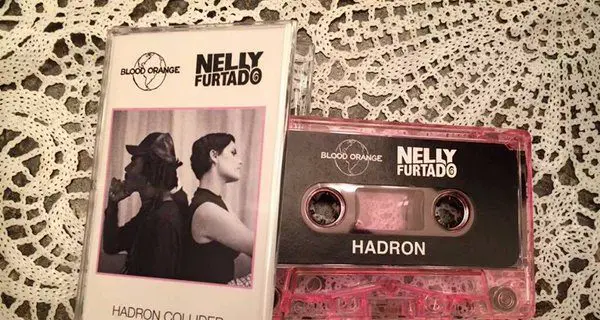 BLOOD ORANGE
NELLY
FURTADO
HADRON COLLIDER
BLOOD ORANGE
NELLY
FURTADO
HADRON